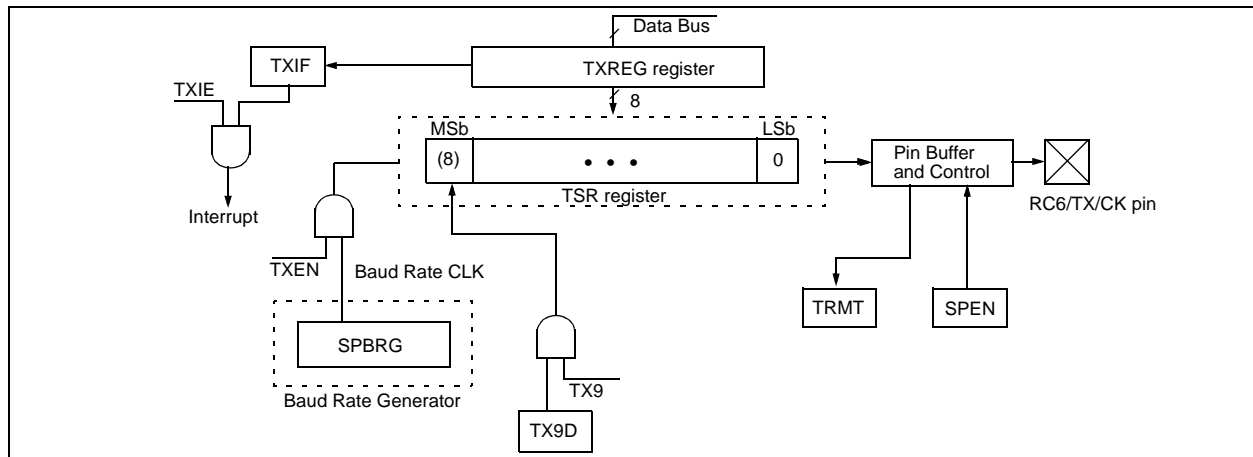 Data Bus
TXIF
TXREG register
TXIE
8
MSb
LSb
(8)
• • •
0
Pin Buffer
and Control
TSR register
Interrupt
RC6/TX/CK pin
TXEN
Baud Rate CLK
TRMT
SPEN
SPBRG
TX9
Baud Rate Generator
TX9D